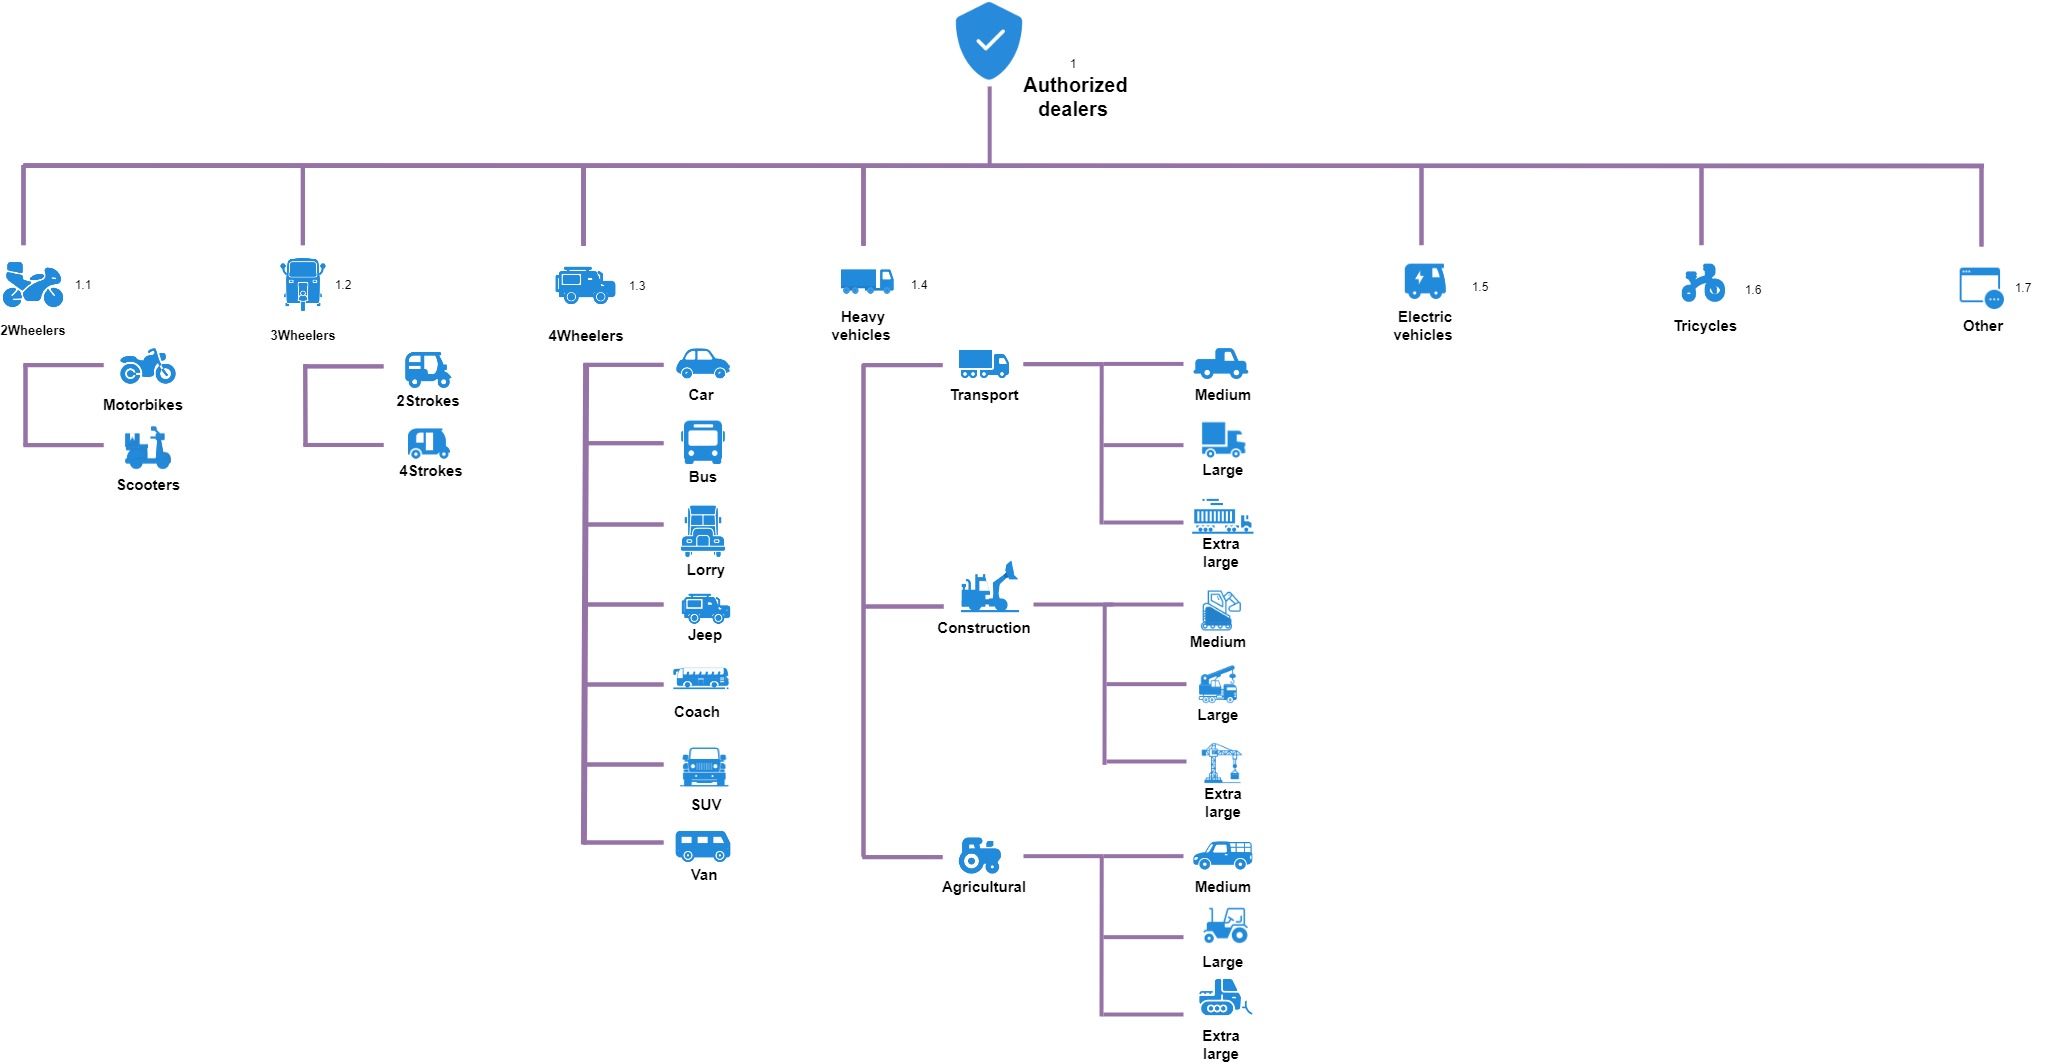 1
Authorized
dealers
1.1
2Wheelers
1.2
3Wheelers
1.3
4Wheelers
1.4
Heavy
vehicles
1.5
Electric
vehicles
1.6
Tricycles
1.7
Other
Motorbikes
Scooters
2Strokes
4Strokes
Car
Bus
Lorry
Jeep
Coach
SUV
Van
Transport
Medium
Large
Extra
large
Construction
Medium
Large
Extra
large
Agricultural
Medium
Large
Extra
large